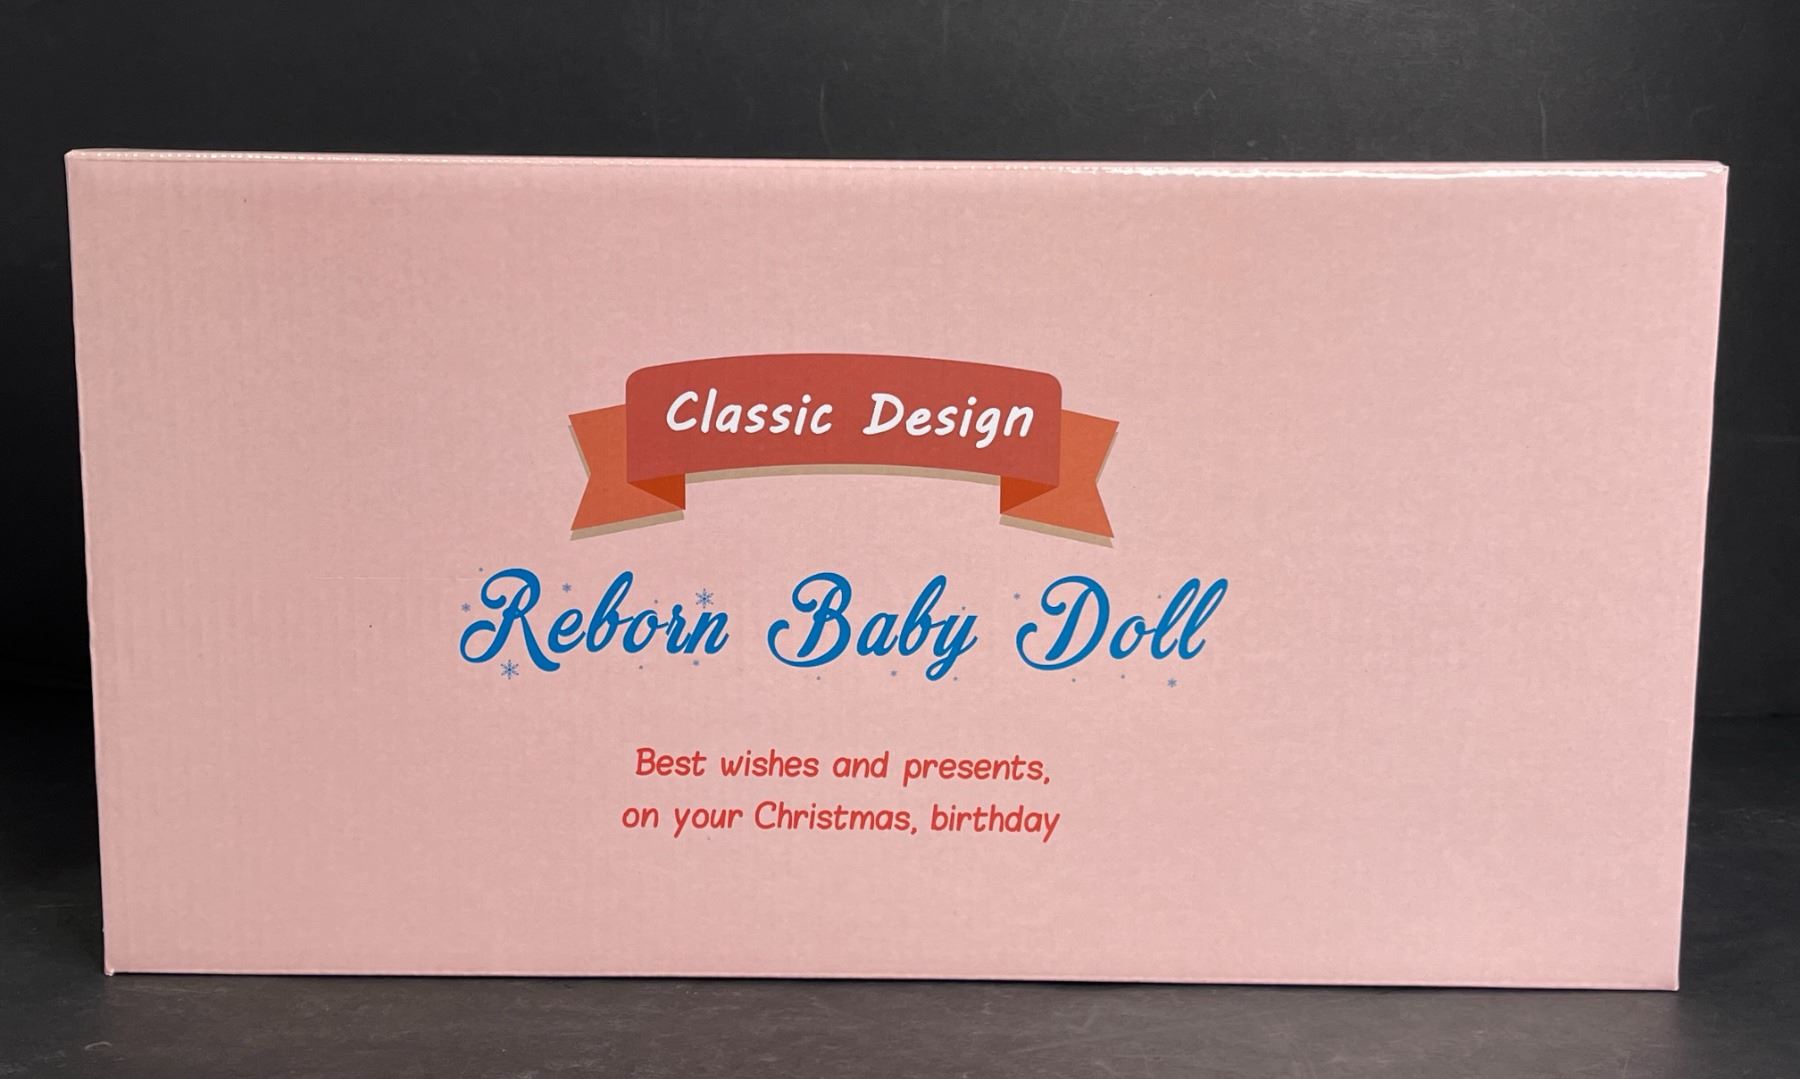 Classic Design
Reborn Baby Doll
Best wishes and presents,
on your Christmas, birthday